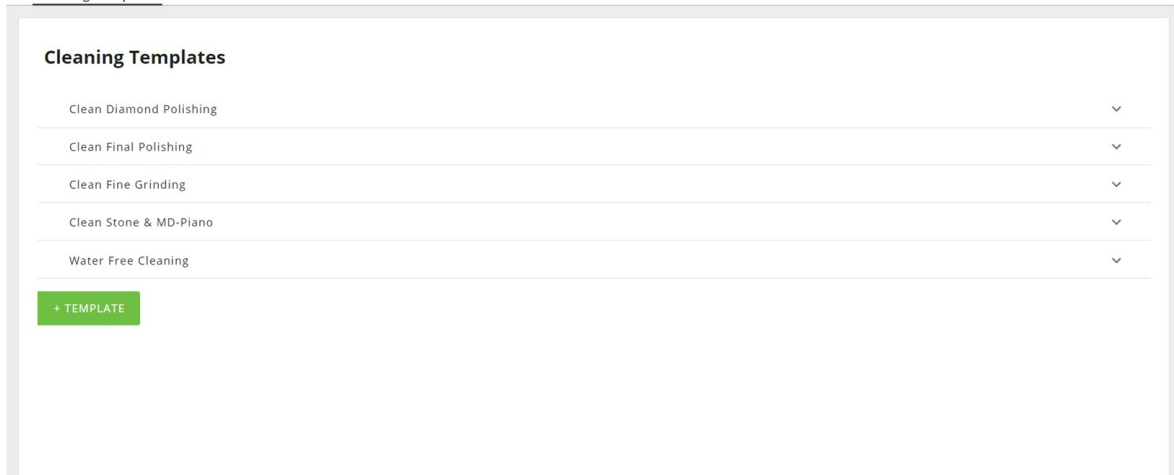 Cleaning Templates
Clean Diamond Polishing
Clean Final Polishing
Clean Fine Grinding
Clean Stone & MD-Piano
Water Free Cleaning
+ TEMPLATE